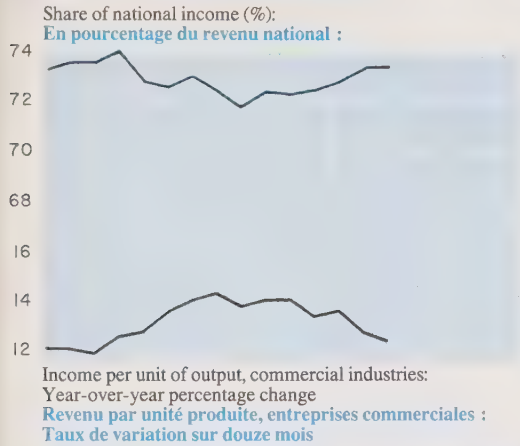 Share of national income (%):
En pourcentage du revenu national :
74
72
70
68
16
14
12
Income per unit of output, commercial industries:
Year-over-year percentage change
Revenu par unité produite, entreprises commerciales :
Taux de variation sur douze mois